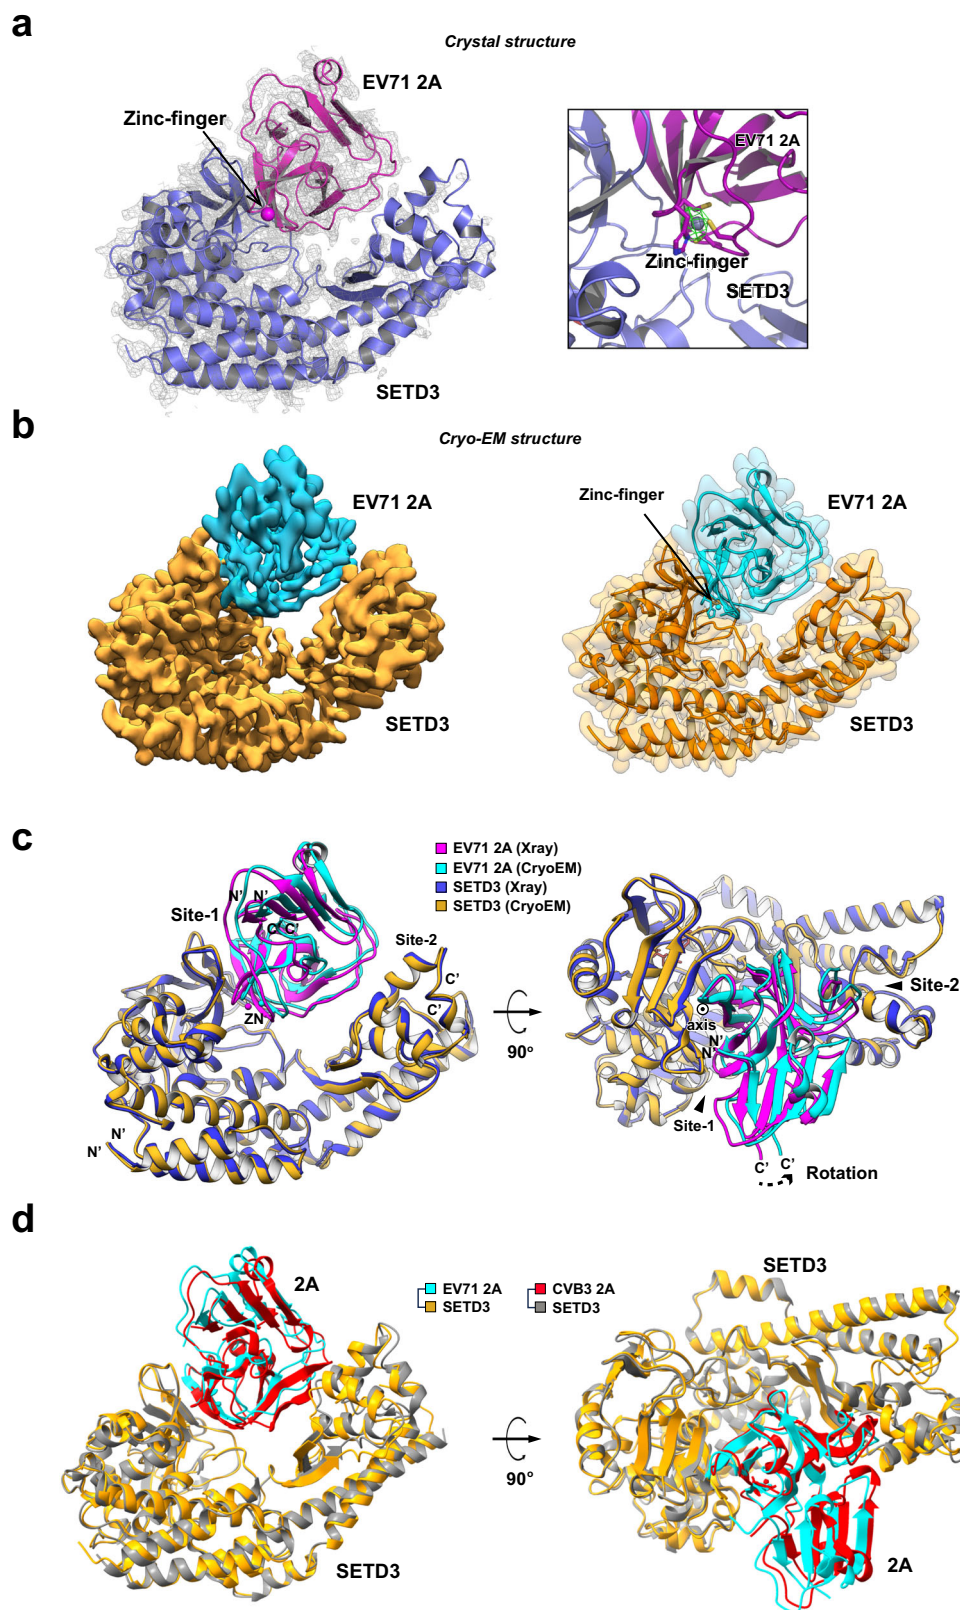 a
Crystal structure
EV71 2A
Zinc-finger
SETD3
EV71 2A
Zinc-finger
SETD3
b
Cryo-EM structure
EV71 2A
SETD3
Zinc-finger
EV71 2A
SETD3
c
EV71 2A (Xray)
EV71 2A (CryoEM)
SETD3 (Xray)
SETD3 (CryoEM)
N' N'
Site-1
C' C'
Site-2
C'
C'
ZN
N'
N'
90°
Site-2
axis
N'
N'
Site-1
C' C'
Rotation
d
2A
EV71 2A
SETD3
CVB3 2A
SETD3
SETD3
90°
SETD3
2A